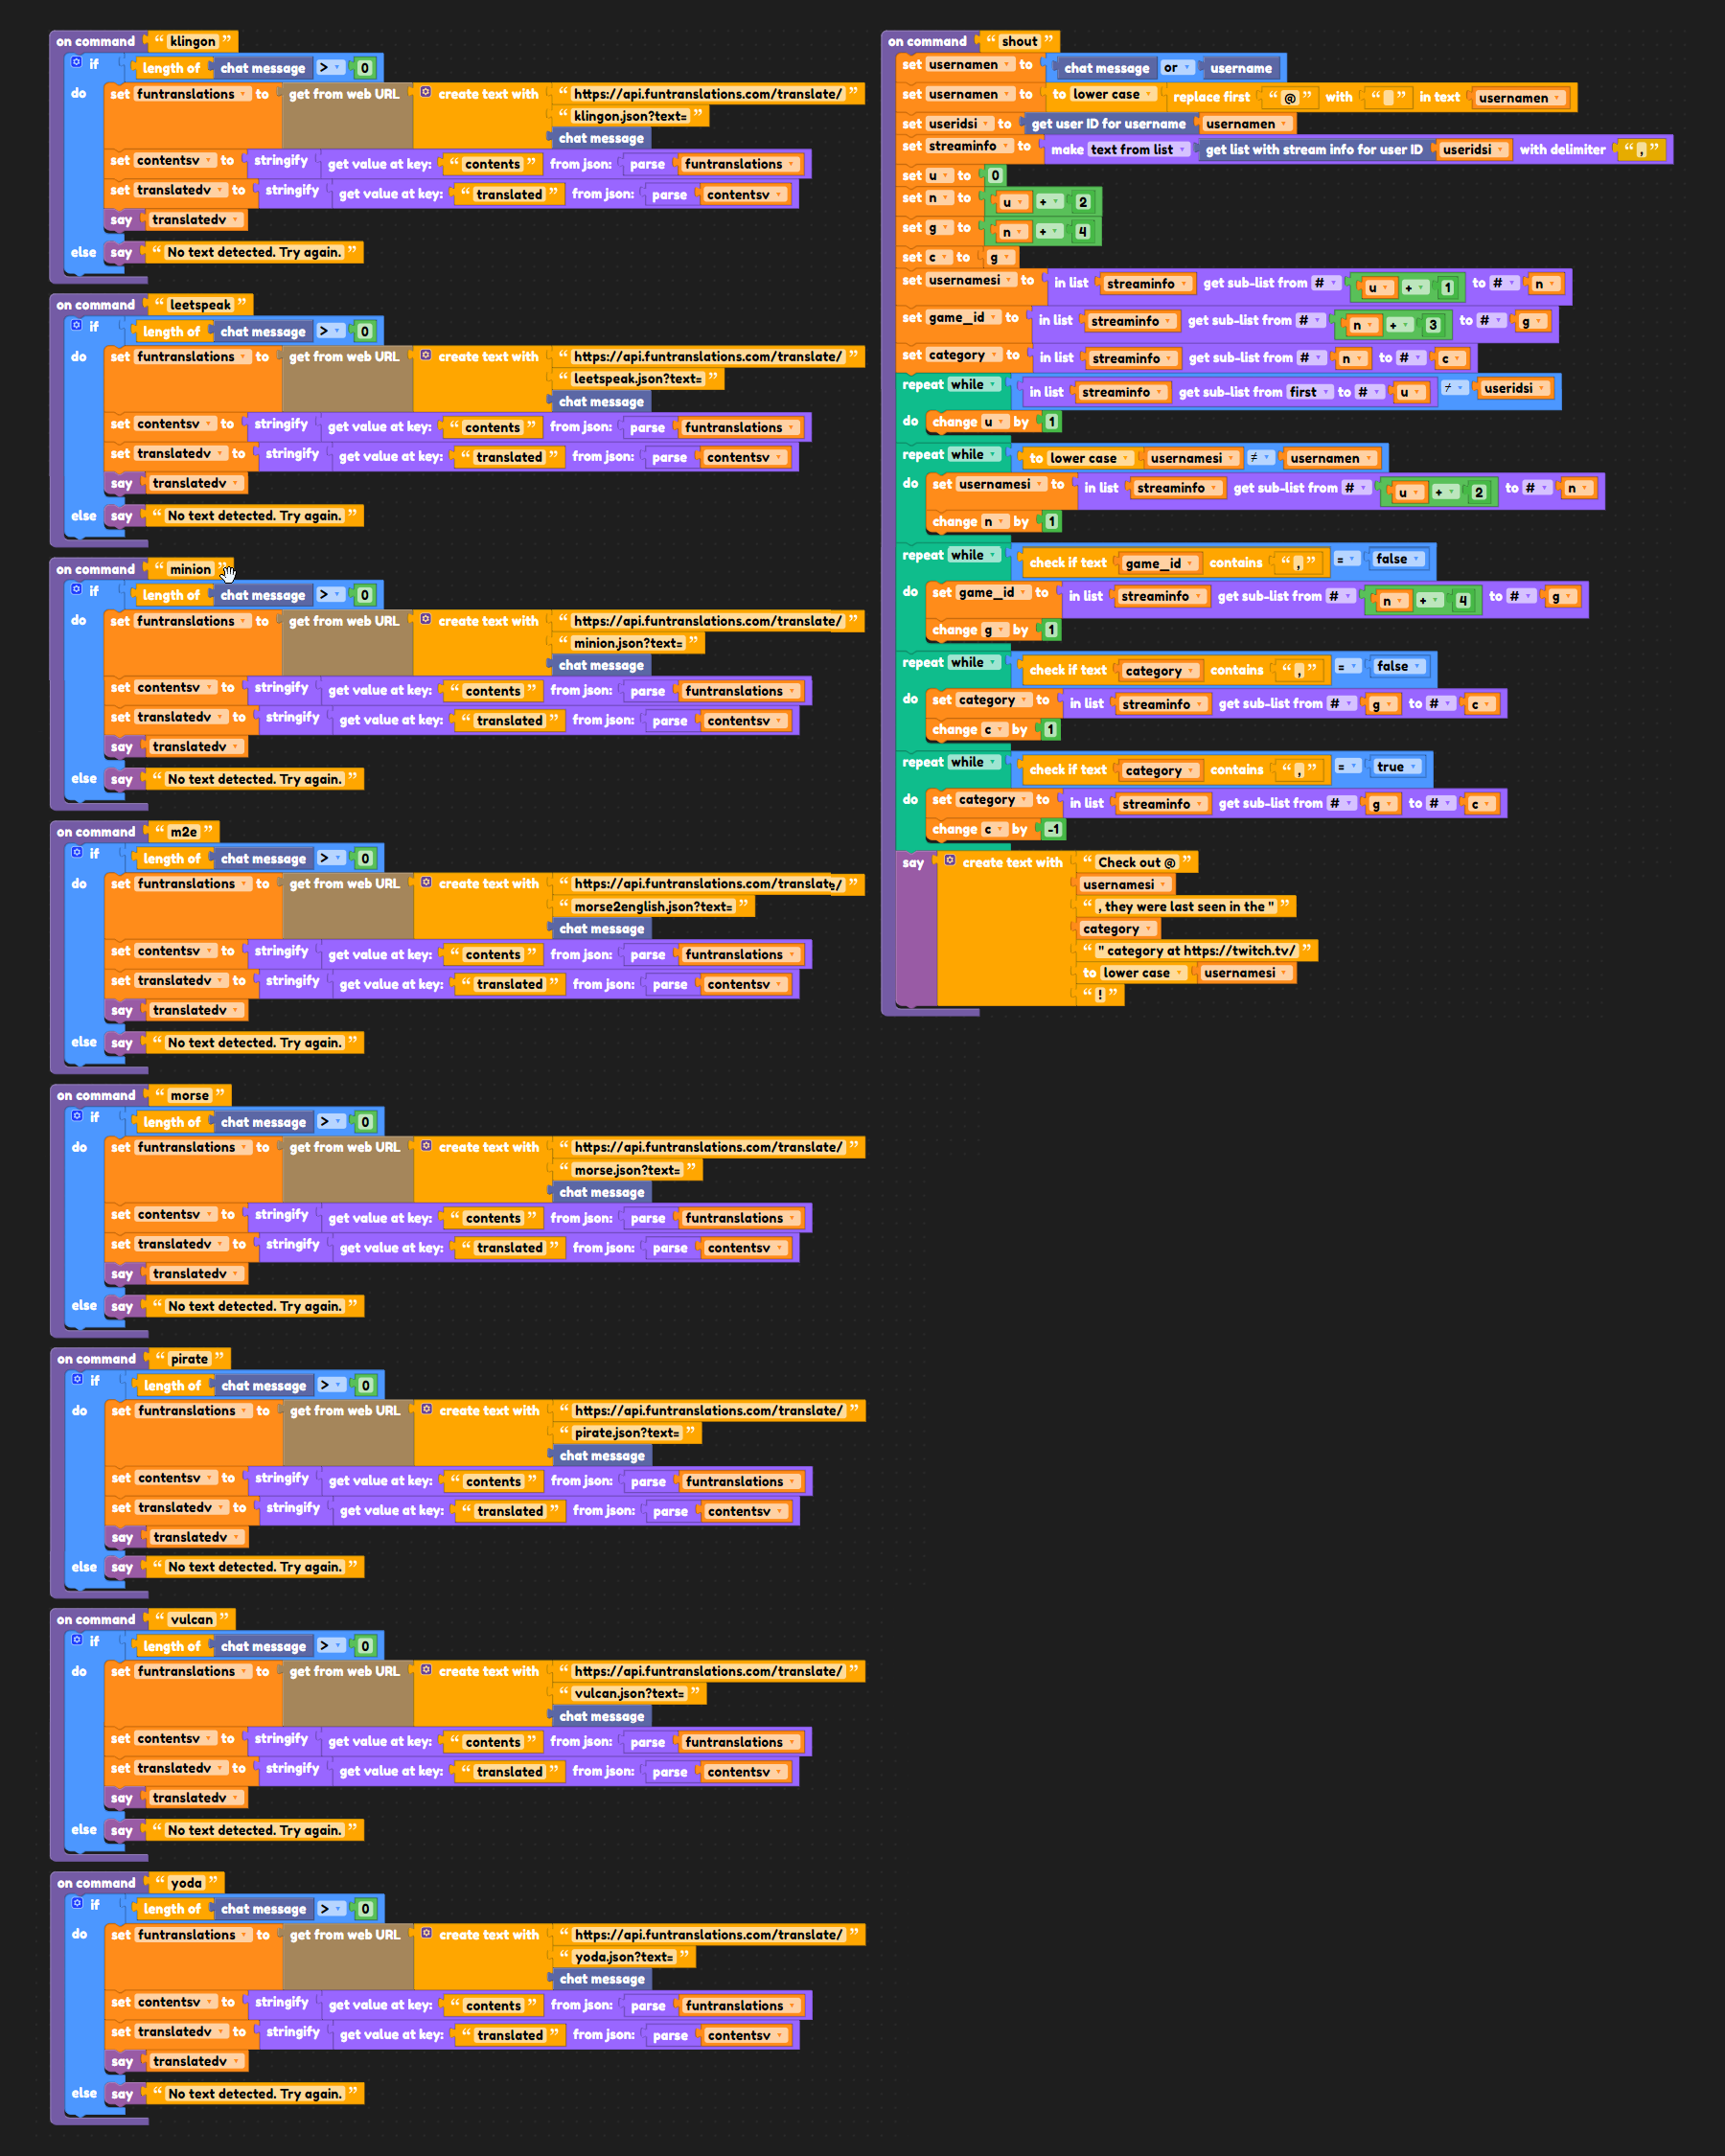 on command “ klingon ”
if length of chat message > 0
do set funtranslations to get from web URL create text with “ https://api.funtranslations.com/translate/ ”
“ klingon.json?text= ”
chat message
set contentsv to stringify get value at key: “ contents ” from json: parse funtranslations
set translatedv to stringify get value at key: “ translated ” from json: parse contentsv
say translatedv
else say “ No text detected. Try again. ”
on command “ leetspeak ”
if length of chat message > 0
do set funtranslations to get from web URL create text with “ https://api.funtranslations.com/translate/ ”
“ leetspeak.json?text= ”
chat message
set contentsv to stringify get value at key: “ contents ” from json: parse funtranslations
set translatedv to stringify get value at key: “ translated ” from json: parse contentsv
say translatedv
else say “ No text detected. Try again. ”
on command “ minion ”
if length of chat message > 0
do set funtranslations to get from web URL create text with “ https://api.funtranslations.com/translate/ ”
“ minion.json?text= ”
chat message
set contentsv to stringify get value at key: “ contents ” from json: parse funtranslations
set translatedv to stringify get value at key: “ translated ” from json: parse contentsv
say translatedv
else say “ No text detected. Try again. ”
on command “ m2e ”
if length of chat message > 0
do set funtranslations to get from web URL create text with “ https://api.funtranslations.com/translate/ ”
“ morse2english.json?text= ”
chat message
set contentsv to stringify get value at key: “ contents ” from json: parse funtranslations
set translatedv to stringify get value at key: “ translated ” from json: parse contentsv
say translatedv
else say “ No text detected. Try again. ”
on command “ morse ”
if length of chat message > 0
do set funtranslations to get from web URL create text with “ https://api.funtranslations.com/translate/ ”
“ morse.json?text= ”
chat message
set contentsv to stringify get value at key: “ contents ” from json: parse funtranslations
set translatedv to stringify get value at key: “ translated ” from json: parse contentsv
say translatedv
else say “ No text detected. Try again. ”
on command “ pirate ”
if length of chat message > 0
do set funtranslations to get from web URL create text with “ https://api.funtranslations.com/translate/ ”
“ pirate.json?text= ”
chat message
set contentsv to stringify get value at key: “ contents ” from json: parse funtranslations
set translatedv to stringify get value at key: “ translated ” from json: parse contentsv
say translatedv
else say “ No text detected. Try again. ”
on command “ vulcan ”
if length of chat message > 0
do set funtranslations to get from web URL create text with “ https://api.funtranslations.com/translate/ ”
“ vulcan.json?text= ”
chat message
set contentsv to stringify get value at key: “ contents ” from json: parse funtranslations
set translatedv to stringify get value at key: “ translated ” from json: parse contentsv
say translatedv
else say “ No text detected. Try again. ”
on command “ yoda ”
if length of chat message > 0
do set funtranslations to get from web URL create text with “ https://api.funtranslations.com/translate/ ”
“ yoda.json?text= ”
chat message
set contentsv to stringify get value at key: “ contents ” from json: parse funtranslations
set translatedv to stringify get value at key: “ translated ” from json: parse contentsv
say translatedv
else say “ No text detected. Try again. ”
on command “ shout ”
set usernamen to chat message or username
set usernamen to to lower case replace first “ @ ” with “ ” in text usernamen
set useridsi to get user ID for username usernamen
set streaminfo to make text from list get list with stream info for user ID useridsi with delimiter “ , ”
set u to 0
set n to u + 2
set g to n + 4
set c to g
set usernamesi to in list streaminfo get sub-list from # u + 1 to # n
set game_id to in list streaminfo get sub-list from # n + 3 to # g
set category to in list streaminfo get sub-list from # n to # c
repeat while in list streaminfo get sub-list from first to # u ≠ useridsi
do change u by 1
repeat while to lower case usernamesi ≠ usernamen
do set usernamesi to in list streaminfo get sub-list from # u + 2 to # n
change n by 1
repeat while check if text game_id contains “ , ” = false
do set game_id to in list streaminfo get sub-list from # n + 4 to # g
change g by 1
repeat while check if text category contains “ , ” = false
do set category to in list streaminfo get sub-list from # g to # c
change c by 1
repeat while check if text category contains “ , ” = true
do set category to in list streaminfo get sub-list from # g to # c
change c by -1
say create text with “ Check out @ ”
usernamesi
“ , they were last seen in the " ”
category
“ " category at https://twitch.tv/ ”
to lower case usernamesi
“ ! ”